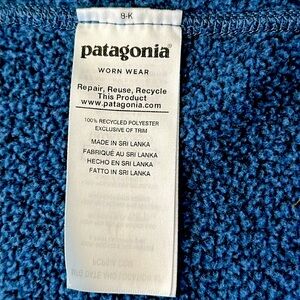 8-K
patagonia®
WORN WEAR
Repair, Reuse, Recycle
This Product
www.patagonia.com
100% RECYCLED POLYESTER
EXCLUSIVE OF TRIM
MADE IN SRI LANKA
FABRIQUÉ AU SRI LANKA
HECHO EN SRI LANKA
FATTO IN SRI LANKA